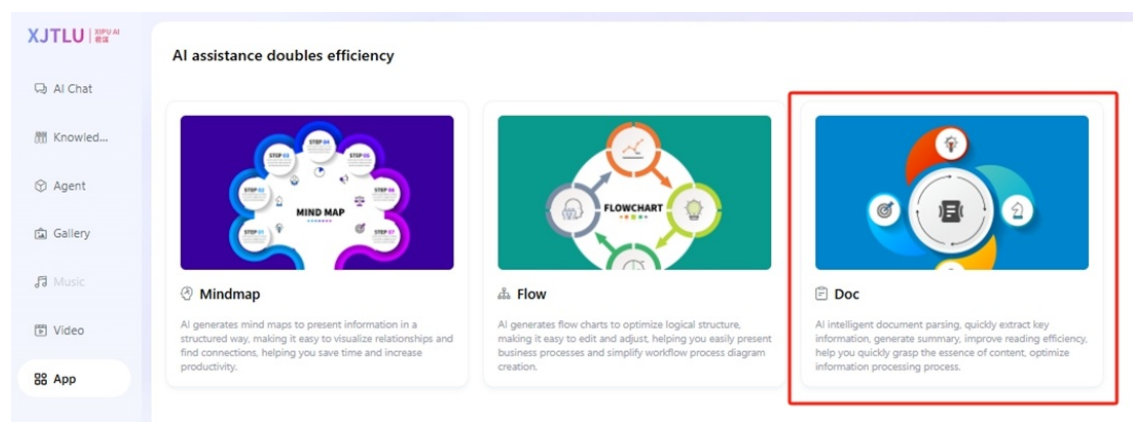 XJTLU
XIPU AI
君谋
AI assistance doubles efficiency
AI Chat
Knowled...
Agent
Gallery
Music
Video
App
STEP 01
STEP 02
STEP 03
STEP 04
STEP 05
STEP 06
STEP 07
MIND MAP
Mindmap
AI generates mind maps to present information in a
structured way, making it easy to visualize relationships and
find connections, helping you save time and increase
productivity.
FLOWCHART
Flow
AI generates flow charts to optimize logical structure,
making it easy to edit and adjust, helping you easily present
business processes and simplify workflow process diagram
creation.
Doc
AI intelligent document parsing, quickly extract key
information, generate summary, improve reading efficiency,
help you quickly grasp the essence of content, optimize
information processing process.